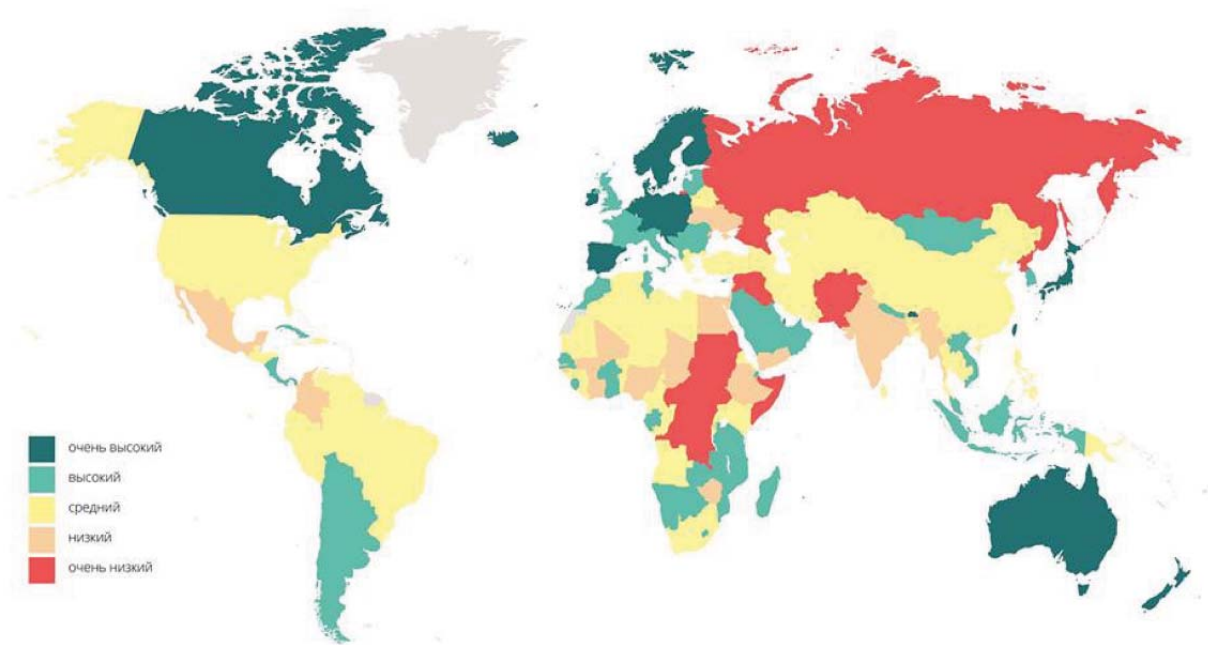 очень высокий
высокий
средний
низкий
очень низкий